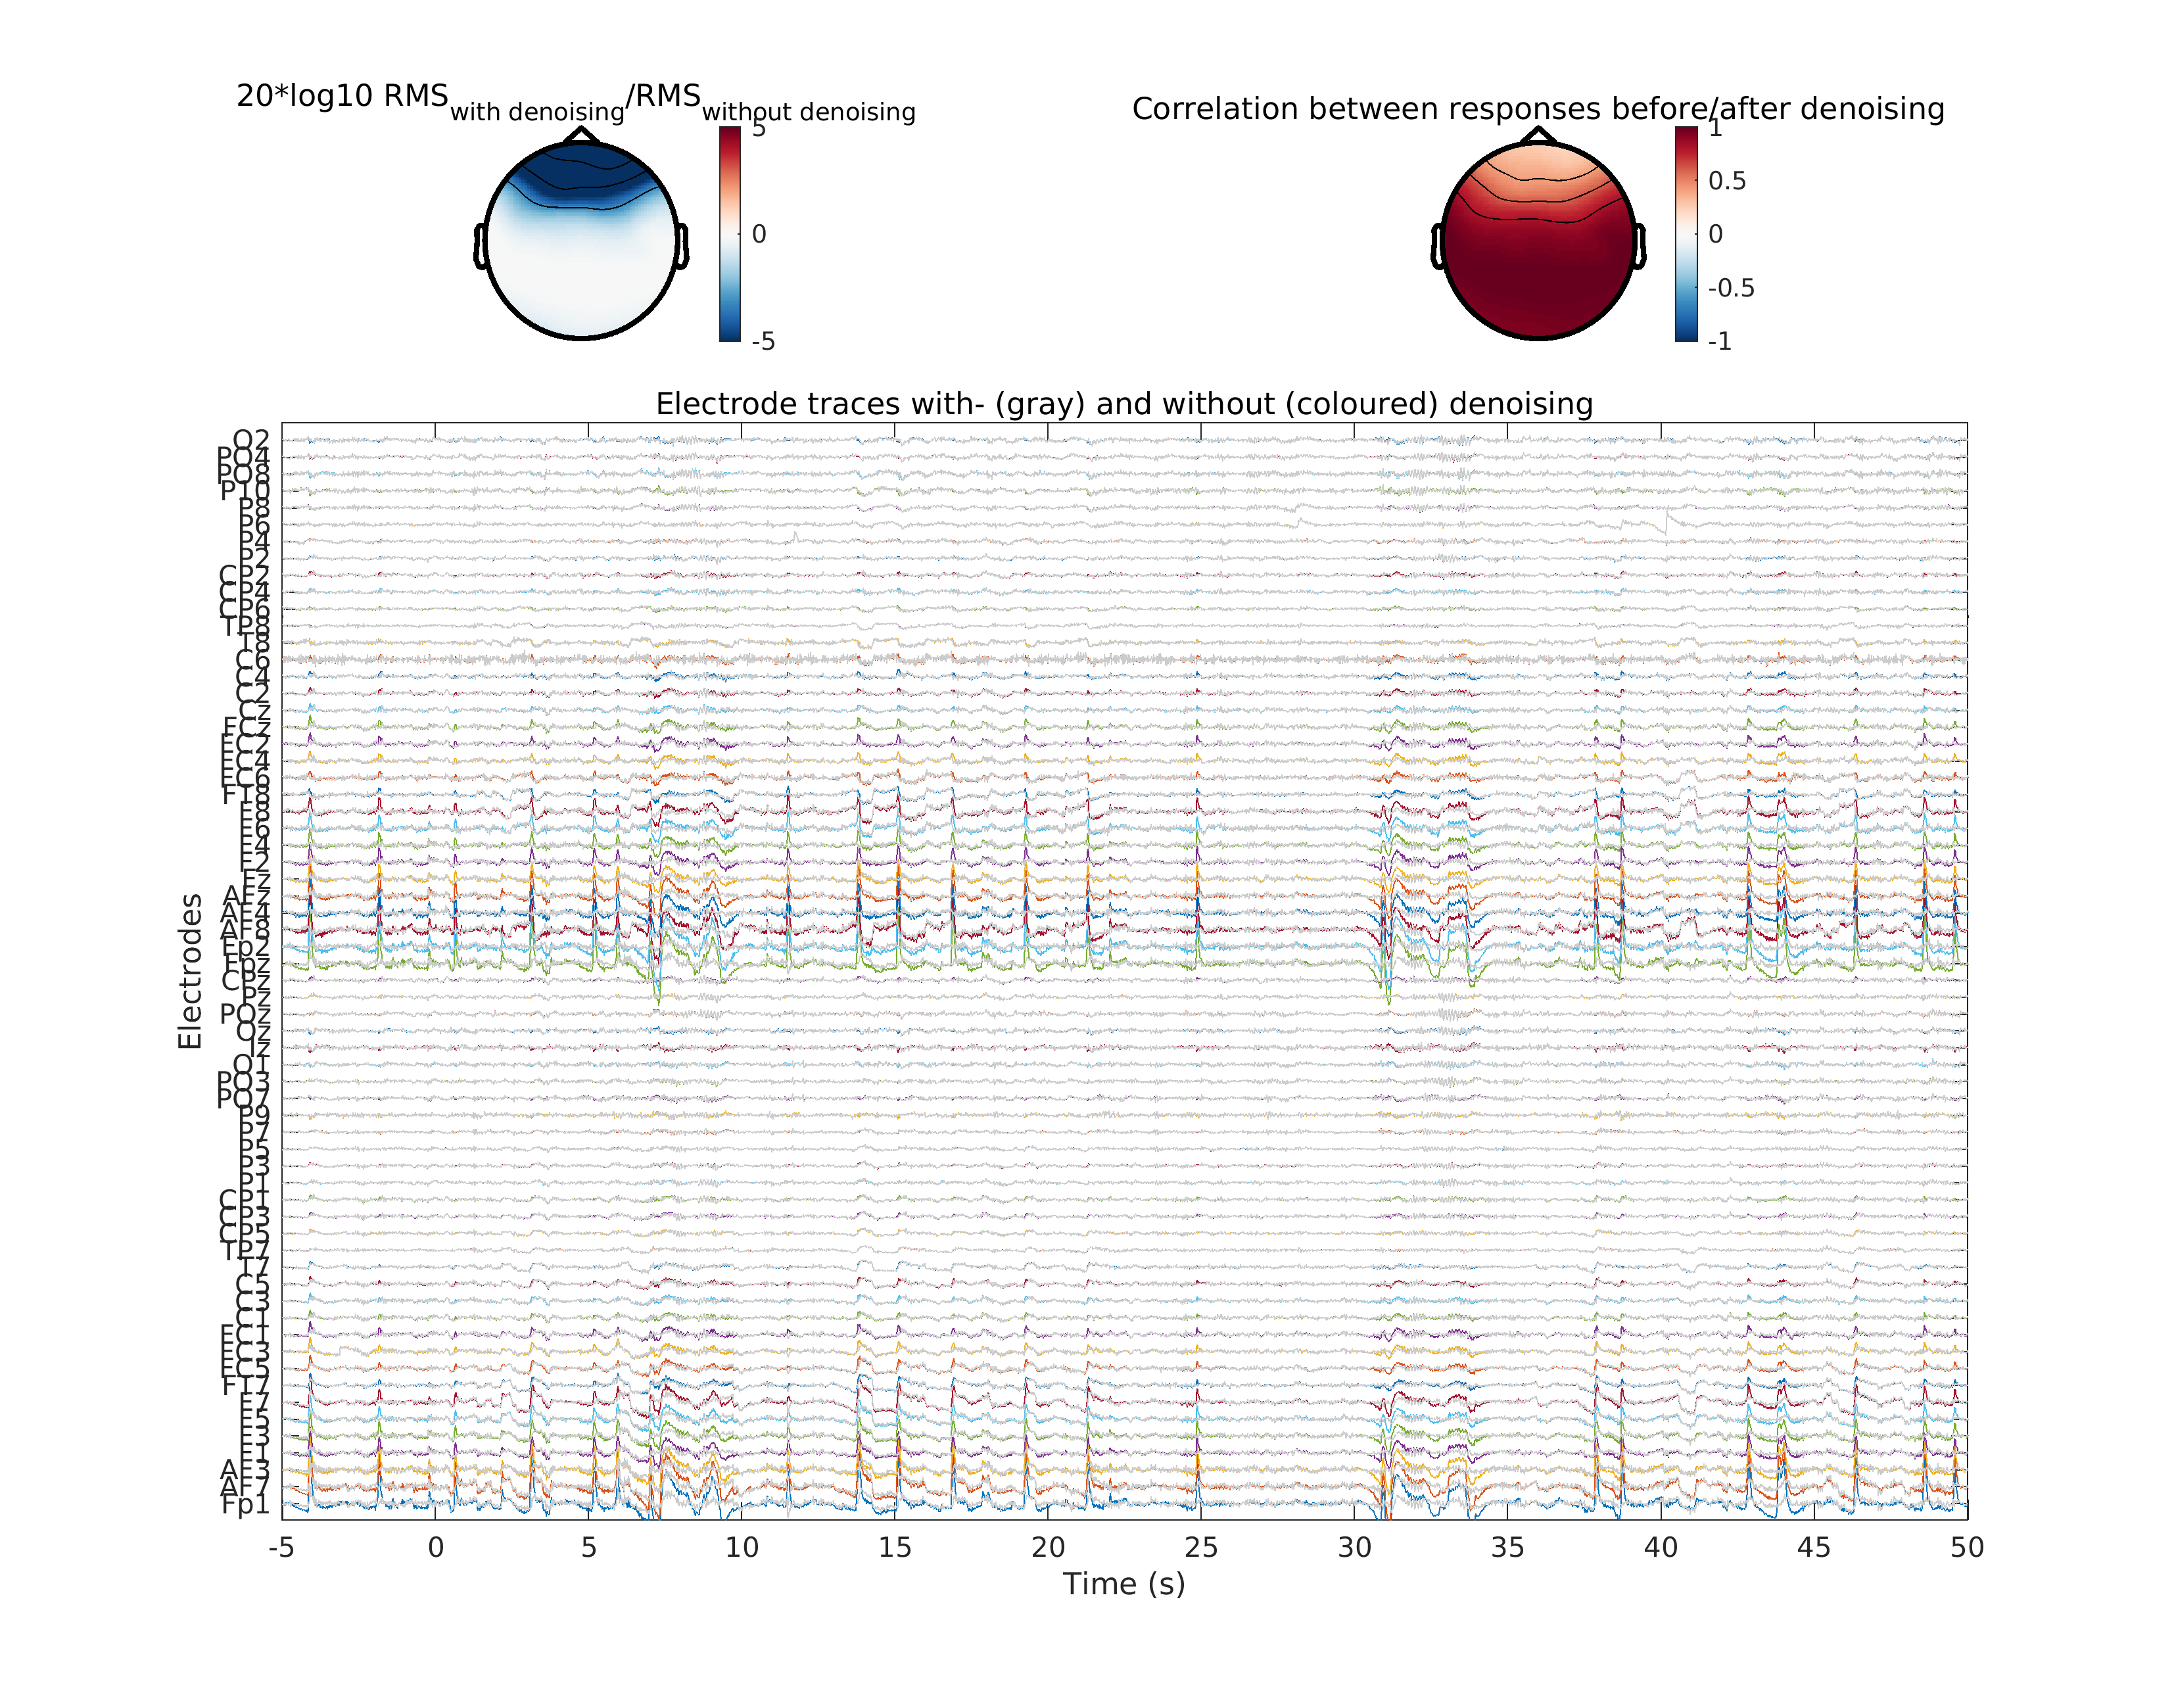 20*log10 RMSwith denoising/RMSwithout denoising
5
0
-5
Correlation between responses before/after denoising
1
0.5
0
-0.5
-1
Electrode traces with- (gray) and without (coloured) denoising
Electrodes
O2
PO4
PO8
P10
P8
P6
P4
P2
CP2
CP4
CP6
TP8
T8
C6
C4
C2
Cz
FCz
FC2
FC4
FC6
FT8
F8
F6
F4
F2
Fz
AFz
AF4
AF8
Fp2
Fpz
CPz
Pz
POz
Oz
Iz
O1
PO3
PO7
P9
P7
P5
P3
P1
CP1
CP3
CP5
TP7
T7
C5
C3
C1
FC1
FC3
FC5
FT7
F7
F5
F3
F1
AF3
AF7
Fp1
-5 0 5 10 15 20 25 30 35 40 45 50
Time (s)